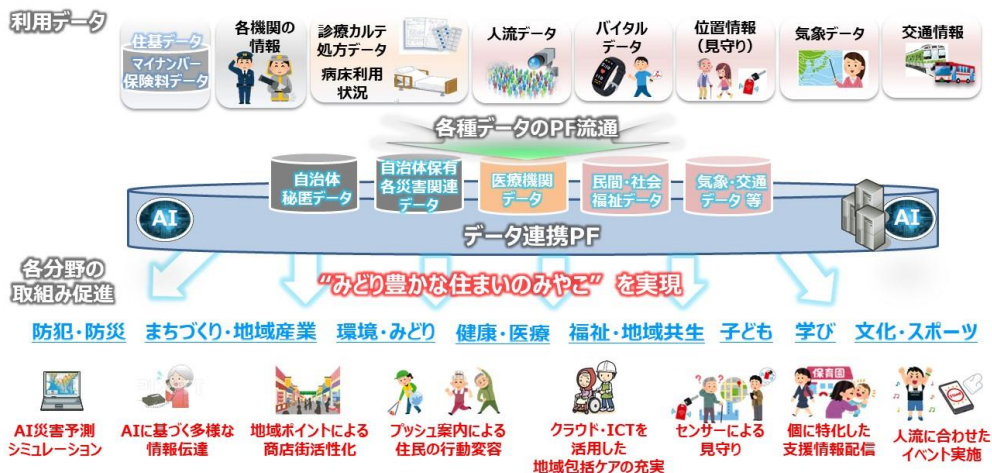 利用データ
住基データ
マイナンバー
保険料データ
各機関の
情報
診療カルテ
処方データ
病床利用
状況
人流データ
バイタル
データ
位置情報
(見守り)
気象データ
交通情報
各種データのPF流通
自治体
秘匿データ
自治体保有
各災害関連
データ
医療機関
データ
民間・社会
福祉データ
気象・交通
データ 等
AI
AI
データ連携PF
各分野の
取組み促進
“みどり豊かな住まいのみやこ” を実現
防犯・防災
まちづくり・地域産業
環境・みどり
健康・医療
福祉・地域共生
子ども
学び
文化・スポーツ
保育園
AI災害予測
シミュレーション
AIに基づく多様な
情報伝達
地域ポイントによる
商店街活性化
プッシュ案内による
住民の行動変容
クラウド・ICTを
活用した
地域包括ケアの充実
センサーによる
見守り
個に特化した
支援情報配信
人流に合わせた
イベント実施